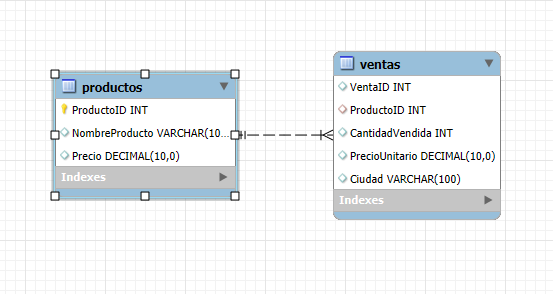 productos
ProductoID INT
NombreProducto VARCHAR(10...
Precio DECIMAL(10,0)
Indexes
ventas
VentaID INT
ProductoID INT
CantidadVendida INT
PrecioUnitario DECIMAL(10,0)
Ciudad VARCHAR(100)
Indexes